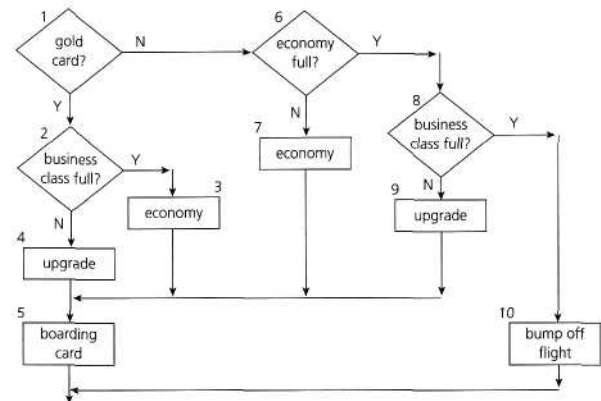 1
gold
card?
N
6
economy
full?
Y
Y
N
8
business
class full?
Y
2
business
class full?
Y
7
economy
3
economy
N
N
9
upgrade
4
upgrade
5
boarding
card
10
bump off
flight